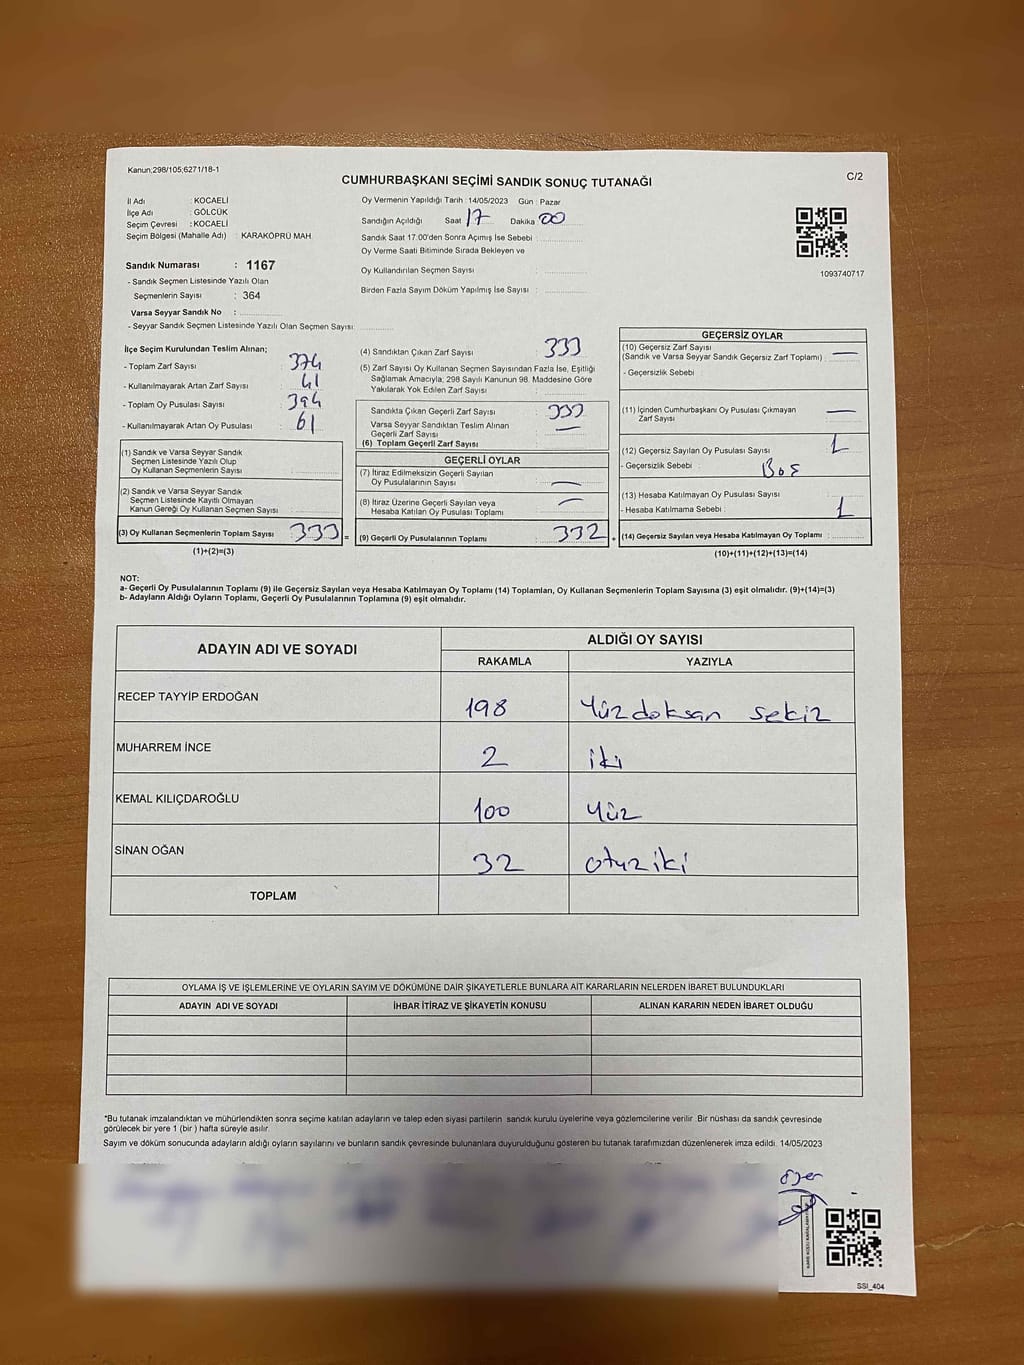 Kanun;298/105;6271/18-1
C/2
CUMHURBAŞKANI SEÇİMİ SANDIK SONUÇ TUTANAĞI
İl Adı : KOCAELİ
İlçe Adı : GÖLCÜK
Seçim Çevresi : KOCAELİ
Seçim Bölgesi (Mahalle Adı) : KARAKÖPRÜ MAH.
Sandık Numarası : 1167
- Sandık Seçmen Listesinde Yazılı Olan
Seçmenlerin Sayısı : 364
Varsa Seyyar Sandık No :
- Seyyar Sandık Seçmen Listesinde Yazılı Olan Seçmen Sayısı:
Oy Vermenin Yapıldığı Tarih : 14/05/2023 Gün : Pazar
Sandığın Açıldığı Saat 17 Dakika 00
Sandık Saat 17.00'den Sonra Açımış İse Sebebi :
Oy Verme Saati Bitiminde Sırada Bekleyen ve
Oy Kullandırılan Seçmen Sayısı :
Birden Fazla Sayım Döküm Yapılmış İse Sayısı :
1093740717
İlçe Seçim Kurulundan Teslim Alınan;
- Toplam Zarf Sayısı : 374
- Kullanılmayarak Artan Zarf Sayısı : 41
- Toplam Oy Pusulası Sayısı : 394
- Kullanılmayarak Artan Oy Pusulası : 61
(1) Sandık ve Varsa Seyyar Sandık
Seçmen Listesinde Yazılı Olup
Oy Kullanan Seçmenlerin Sayısı :
(2) Sandık ve Varsa Seyyar Sandık
Seçmen Listesinde Kayıtlı Olmayan
Kanun Gereği Oy Kullanan Seçmen Sayısı :
(3) Oy Kullanan Seçmenlerin Toplam Sayısı : 333 =
(1)+(2)=(3)
(4) Sandıktan Çıkan Zarf Sayısı : 333
(5) Zarf Sayısı Oy Kullanan Seçmen Sayısından Fazla İse, Eşitliği
Sağlamak Amacıyla; 298 Sayılı Kanunun 98. Maddesine Göre
Yakılarak Yok Edilen Zarf Sayısı :
Sandıkta Çıkan Geçerli Zarf Sayısı : 333
Varsa Seyyar Sandıktan Teslim Alınan
Geçerli Zarf Sayısı : —
(6) Toplam Geçerli Zarf Sayısı :
GEÇERLİ OYLAR
(7) İtiraz Edilmeksizin Geçerli Sayılan
Oy Pusulalarının Sayısı : —
(8) İtiraz Üzerine Geçerli Sayılan veya
Hesaba Katılan Oy Pusulası Toplamı : —
(9) Geçerli Oy Pusulalarının Toplamı : 332 +
GEÇERSİZ OYLAR
(10) Geçersiz Zarf Sayısı
(Sandık ve Varsa Seyyar Sandık Geçersiz Zarf Toplamı) : —
- Geçersizlik Sebebi :
(11) İçinden Cumhurbaşkanı Oy Pusulası Çıkmayan
Zarf Sayısı : —
(12) Geçersiz Sayılan Oy Pusulası Sayısı : 1
- Geçersizlik Sebebi : Boş
(13) Hesaba Katılmayan Oy Pusulası Sayısı :
- Hesaba Katılmama Sebebi : 1
(14) Geçersiz Sayılan veya Hesaba Katılmayan Oy Toplamı :
(10)+(11)+(12)+(13)=(14)
NOT:
a- Geçerli Oy Pusulalarının Toplamı (9) ile Geçersiz Sayılan veya Hesaba Katılmayan Oy Toplamı (14) Toplamları, Oy Kullanan Seçmenlerin Toplam Sayısına (3) eşit olmalıdır. (9)+(14)=(3)
b- Adayların Aldığı Oyların Toplamı, Geçerli Oy Pusulalarının Toplamına (9) eşit olmalıdır.
ADAYIN ADI VE SOYADI
ALDIĞI OY SAYISI
RAKAMLA YAZIYLA
RECEP TAYYİP ERDOĞAN 198 Yüzdoksan sekiz
MUHARREM İNCE 2 iki
KEMAL KILIÇDAROĞLU 100 Yüz
SİNAN OĞAN 32 otuziki
TOPLAM
OYLAMA İŞ VE İŞLEMLERİNE VE OYLARIN SAYIM VE DÖKÜMÜNE DAİR ŞİKAYETLERLE BUNLARA AİT KARARLARIN NELERDEN İBARET BULUNDUKLARI
ADAYIN ADI VE SOYADI İHBAR İTİRAZ VE ŞİKAYETİN KONUSU ALINAN KARARIN NEDEN İBARET OLDUĞU
*Bu tutanak imzalandıktan ve mühürlendikten sonra seçime katılan adayların ve talep eden siyasi partilerin sandık kurulu üyelerine veya gözlemcilerine verilir. Bir nüshası da sandık çevresinde
görülecek bir yere 1 (bir ) hafta süreyle asılır.
Sayım ve döküm sonucunda adayların aldığı oyların sayılarını ve bunların sandık çevresinde bulunanlara duyurulduğunu gösteren bu tutanak tarafımızdan düzenlenerek imza edildi. 14/05/2023
SSI_404